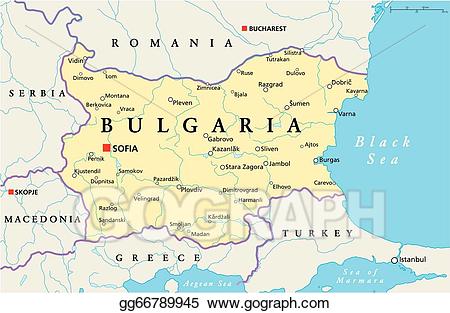 ROMANIA
BUCHAREST
Vidin
Dimovo
Lom
Silistra
Tutrakan
Ruse
Zimnicea
Bjala
Razgrad
Dulovo
Dobrič
Kavarna
SERBIA
Montana
Berkovica
Vraca
Pleven
Šumen
Varna
BULGARIA
Gabrovo
Kazanlăk
Sliven
Ajtos
Black
Sea
SOFIA
Pernik
Stara Zagora
Jambol
Burgas
Kjustendil
Dúpnitsa
Samokov
Pazardžik
Plovdiv
Dimitrovgrad
Elhovo
Carevo
SKOPJE
Harmanli
Razlog
Sandanski
Smoljan
Kărdžali
Madan
MACEDONIA
GOGRAPH
TURKEY
GREECE
Istanbul
Aegean Sea
Sea of
Marmara
gg66789945 www.gograph.com